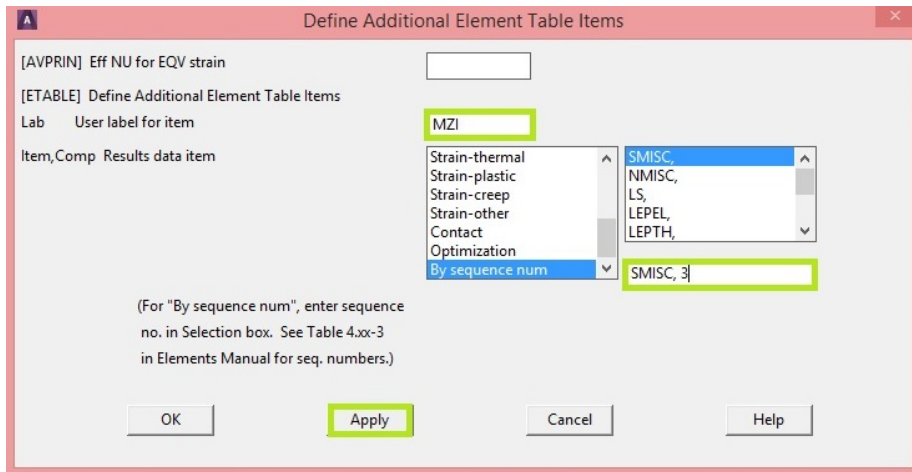 Define Additional Element Table Items
[AVPRIN] Eff NU for EQV strain
[ETABLE] Define Additional Element Table Items
Lab User label for item MZI
Item,Comp Results data item
Strain-thermal
Strain-plastic
Strain-creep
Strain-other
Contact
Optimization
By sequence num
SMISC,
NMISC,
LS,
LEPEL,
LEPTH,
SMISC, 3
(For "By sequence num", enter sequence
no. in Selection box. See Table 4.xx-3
in Elements Manual for seq. numbers.)
OK Apply Cancel Help